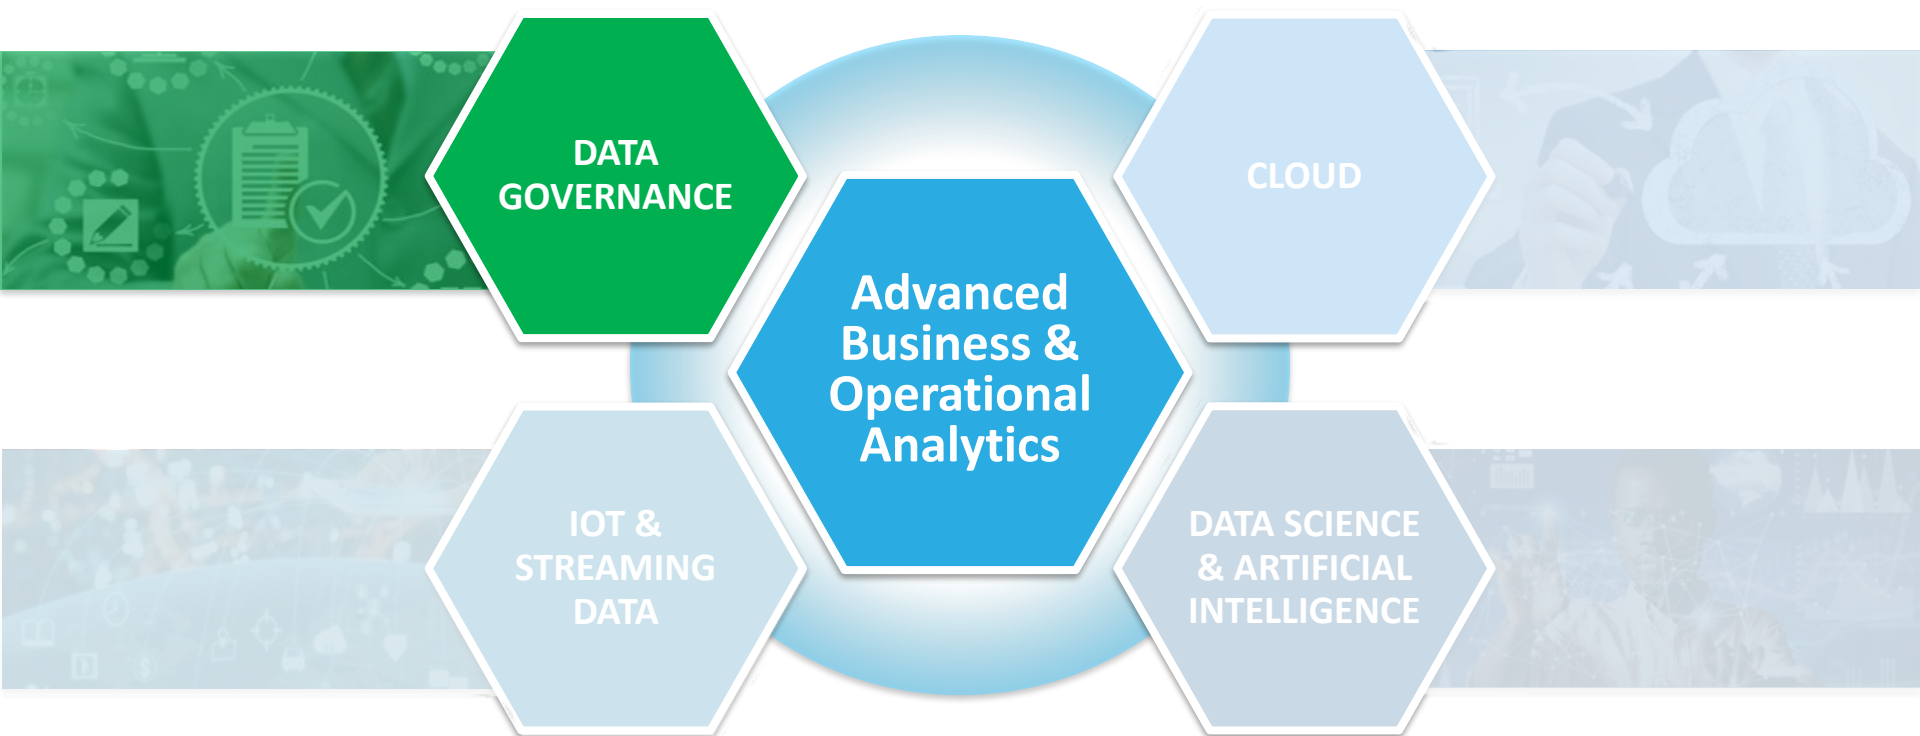 DATA
GOVERNANCE
CLOUD
Advanced
Business &
Operational
Analytics
IOT &
STREAMING
DATA
DATA SCIENCE
& ARTIFICIAL
INTELLIGENCE